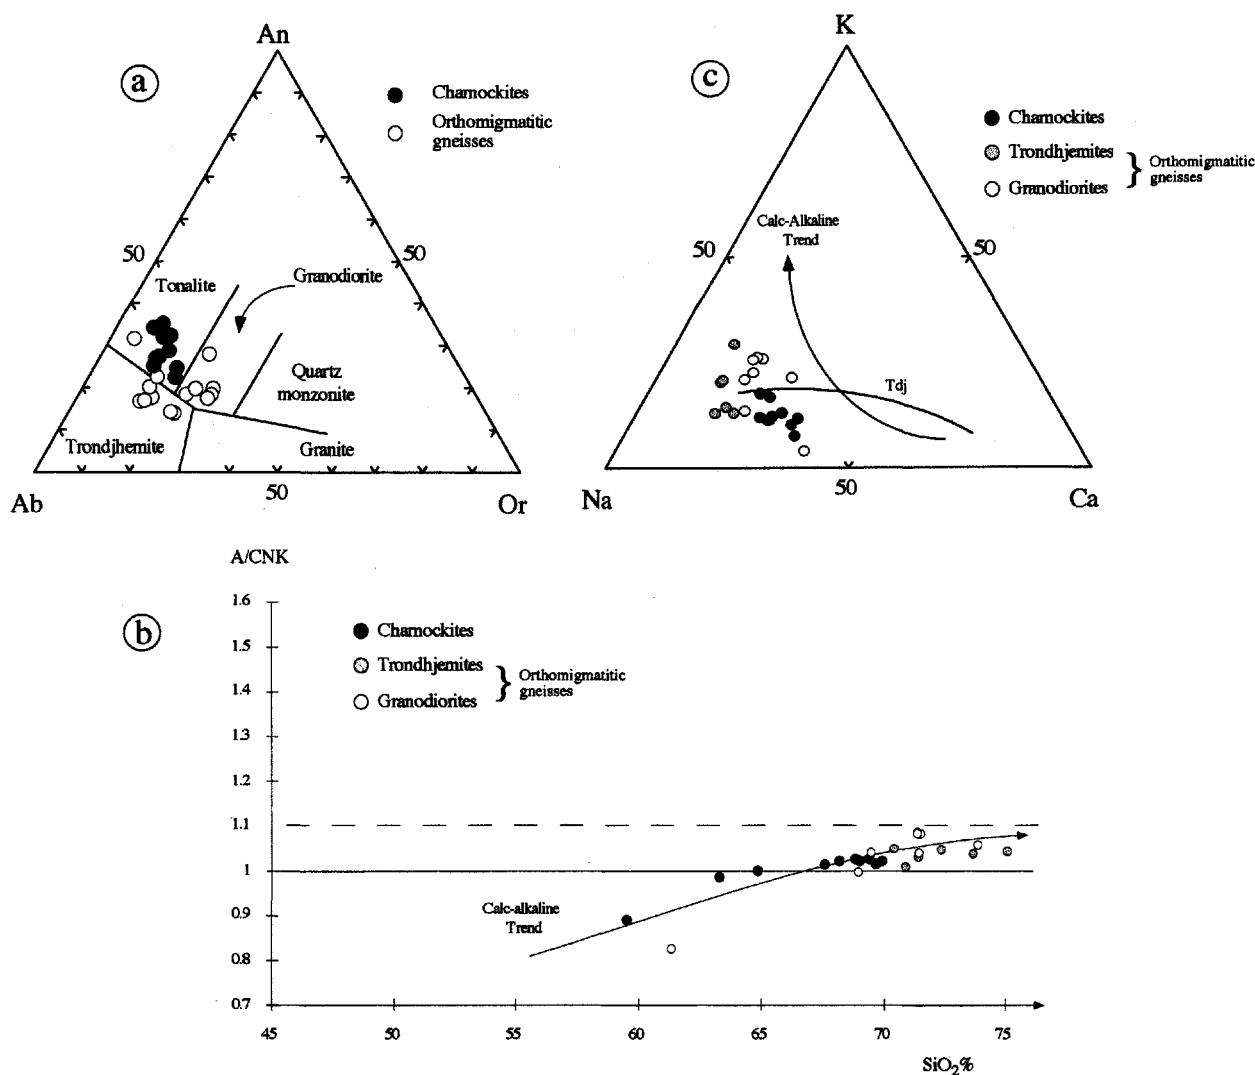 An
a
Charnockites
Orthomigmatitic
gneisses
50
50
Tonalite
Granodiorite
Quartz
monzonite
Trondjhemite
Granite
Ab
50
Or
K
c
Charnockites
Trondhjemites
Granodiorites
} Orthomigmatitic
gneisses
Calc-Alkaline
Trend
50
50
Tdj
Na
50
Ca
A/CNK
b
Charnockites
Trondhjemites
Granodiorites
} Orthomigmatitic
gneisses
1.6
1.5
1.4
1.3
1.2
1.1
1
0.9
0.8
0.7
Calc-alkaline
Trend
45 50 55 60 65 70 75
SiO₂%